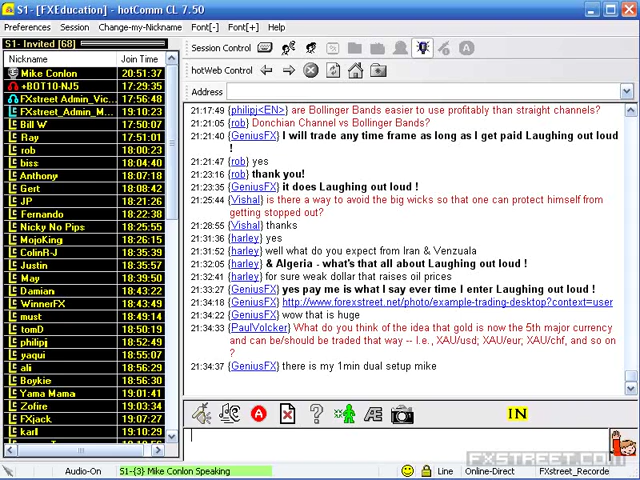 S1- [FXEducation] - hotComm CL 7.50
Preferences Session Change-my-Nickname Font[-] Font[+] Help
S1- Invited [68]
Nickname Join Time
Mike Conlon 20:51:37
+BOT10-NJ5 17:29:35
FXstreet Admin_Vic... 17:56:48
FXstreet_Admin_M... 19:10:23
Bill W 17:50:07
Ray 17:51:01
rob 18:00:23
biss 18:04:40
Anthony 18:07:18
Gert 18:08:42
JP 18:21:26
Fernando 18:22:38
Nicky No Pips 18:25:55
MojoKing 18:26:15
ColinR-J 18:35:56
Justin 18:35:57
May 18:39:50
Damian 18:43:22
WinnerFX 18:43:49
must 18:49:14
tomD 18:50:19
philipj 18:52:49
yaqui 18:55:07
ali 18:56:29
Boykie 18:56:30
Yama Mama 19:01:41
Zofire 19:03:34
FXjack 19:07:27
karll 19:10:29
Session Control
hotWeb Control
Address
21:17:49 {philipj<EN>} are Bollinger Bands easier to use profitably than straight channels?
21:21:05 {rob} Donchian Channel vs Bollinger Bands?
21:21:40 {GeniusFX} I will trade any time frame as long as I get paid Laughing out loud
!
21:21:47 {rob} yes
21:23:16 {rob} thank you!
21:23:35 {GeniusFX} it does Laughing out loud !
21:25:44 {Vishal} is there a way to avoid the big wicks so that one can protect himself from
getting stopped out?
21:28:55 {Vishal} thanks
21:31:36 {harley} yes
21:31:52 {harley} well what do you expect from Iran & Venzuala
21:32:05 {harley} & Algeria - what's that all about Laughing out loud !
21:32:41 {harley} for sure weak dollar that raises oil prices
21:33:27 {GeniusFX} yes pay me is what I say ever time I enter Laughing out loud !
21:34:18 {GeniusFX} http://www.forexstreet.net/photo/example-trading-desktop?context=user
21:34:22 {GeniusFX} wow that is huge
21:34:33 {PaulVolcker} What do you think of the idea that gold is now the 5th major currency
and can be/should be traded that way -- I.e., XAU/usd; XAU/eur; XAU/chf, and so on
?
21:34:37 {GeniusFX} there is my 1min dual setup mike
IN
FXSTREET.COM
Audio-On S1-{3} Mike Conlon Speaking Line Online-Direct FXstreet_Recorde